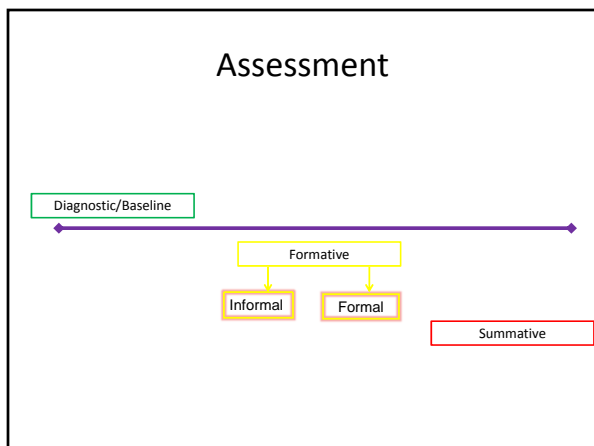 Assessment
Diagnostic/Baseline
Formative
Informal
Formal
Summative